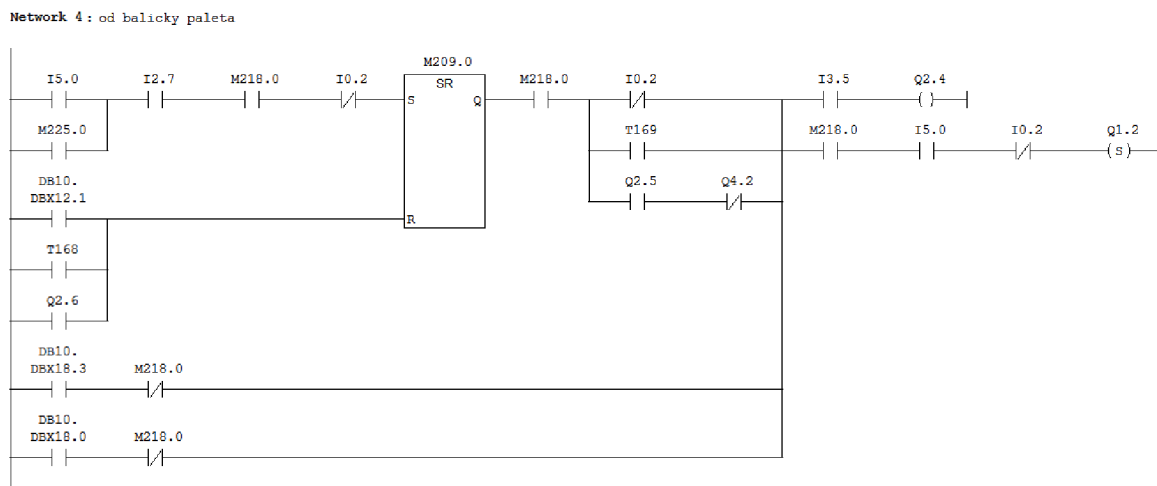 Network 4 : od balicky paleta
M209.0
I5.0 I2.7 M218.0 I0.2 SR M218.0 I0.2 I3.5 Q2.4
S Q ( )
M225.0 T169 M218.0 I5.0 I0.2 Q1.2
( S )
DB10. Q2.5 Q4.2
DBX12.1
R
T168
Q2.6
DB10.
DBX18.3 M218.0
DB10.
DBX18.0 M218.0